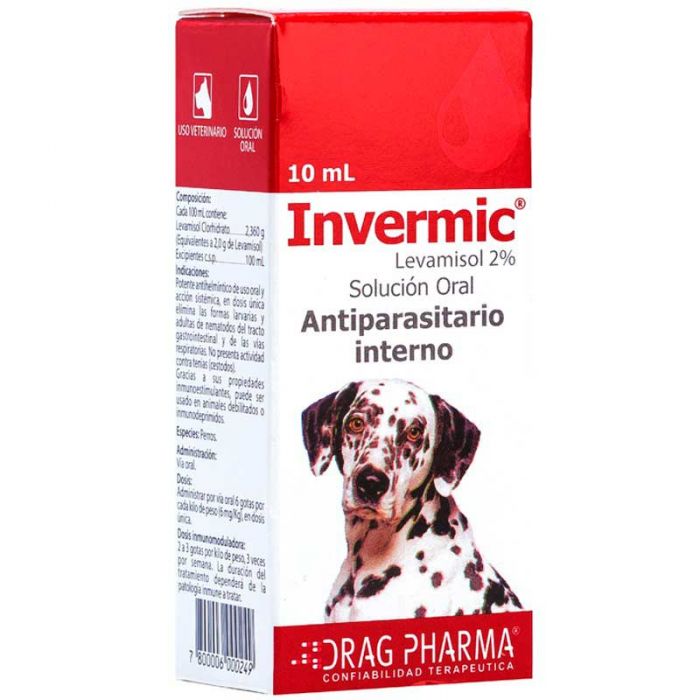 USO VETERINARIO
SOLUCIÓN
ORAL
Composición:
Cada 100 mL contiene:
Levamisol Clorhidrato.......2,360 g
(Equivalentes a 2,0 g de Levamisol)
Excipientes c.s.p. ............100 mL
Indicaciones:
Potente antihelmíntico de uso oral y
acción sistémica, en dosis única
elimina las formas larvarias y
adultas de nematodos del tracto
gastrointestinal y de las vías
respiratorias. No presenta actividad
contra tenias (cestodos).
Gracias a sus propiedades
inmunoestimulantes, puede ser
usado en animales debilitados o
inmunodeprimidos.
Especies: Perros.
Administración:
Vía oral.
Dosis:
Administrar por vía oral 6 gotas por
cada kilo de peso (6 mg/Kg), en dosis
única.
Dosis inmunomoduladora:
2 a 3 gotas por kilo de peso, 3 veces
por semana. La duración del
tratamiento dependerá de la
patología inmune a tratar.
7 800006 000249
10 mL
Invermic®
Levamisol 2%
Solución Oral
Antiparasitario
interno
DRAG PHARMA®
CONFIABILIDAD TERAPEUTICA